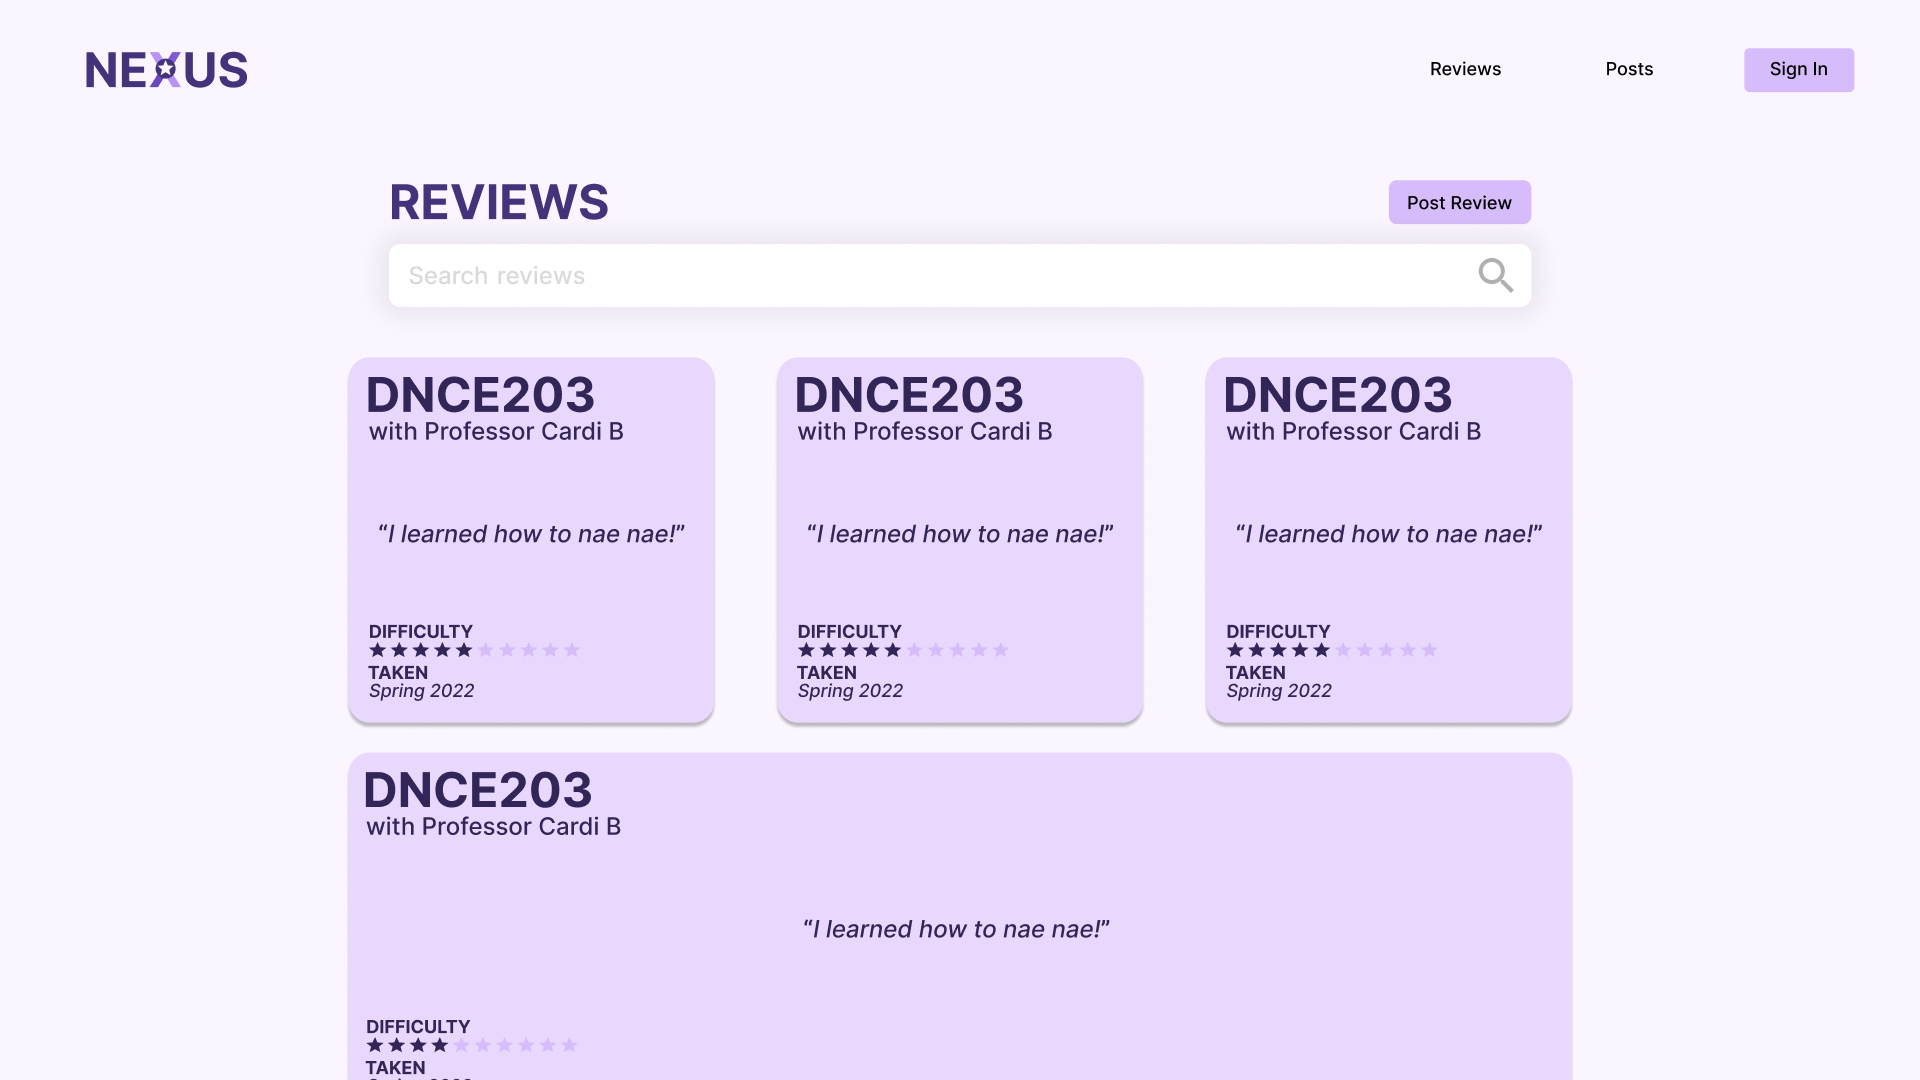 NEXUS
Reviews
Posts
Sign In
REVIEWS
Post Review
Search reviews
DNCE203
with Professor Cardi B
“I learned how to nae nae!”
DIFFICULTY
TAKEN
Spring 2022
DNCE203
with Professor Cardi B
“I learned how to nae nae!”
DIFFICULTY
TAKEN
Spring 2022
DNCE203
with Professor Cardi B
“I learned how to nae nae!”
DIFFICULTY
TAKEN
Spring 2022
DNCE203
with Professor Cardi B
“I learned how to nae nae!”
DIFFICULTY
TAKEN